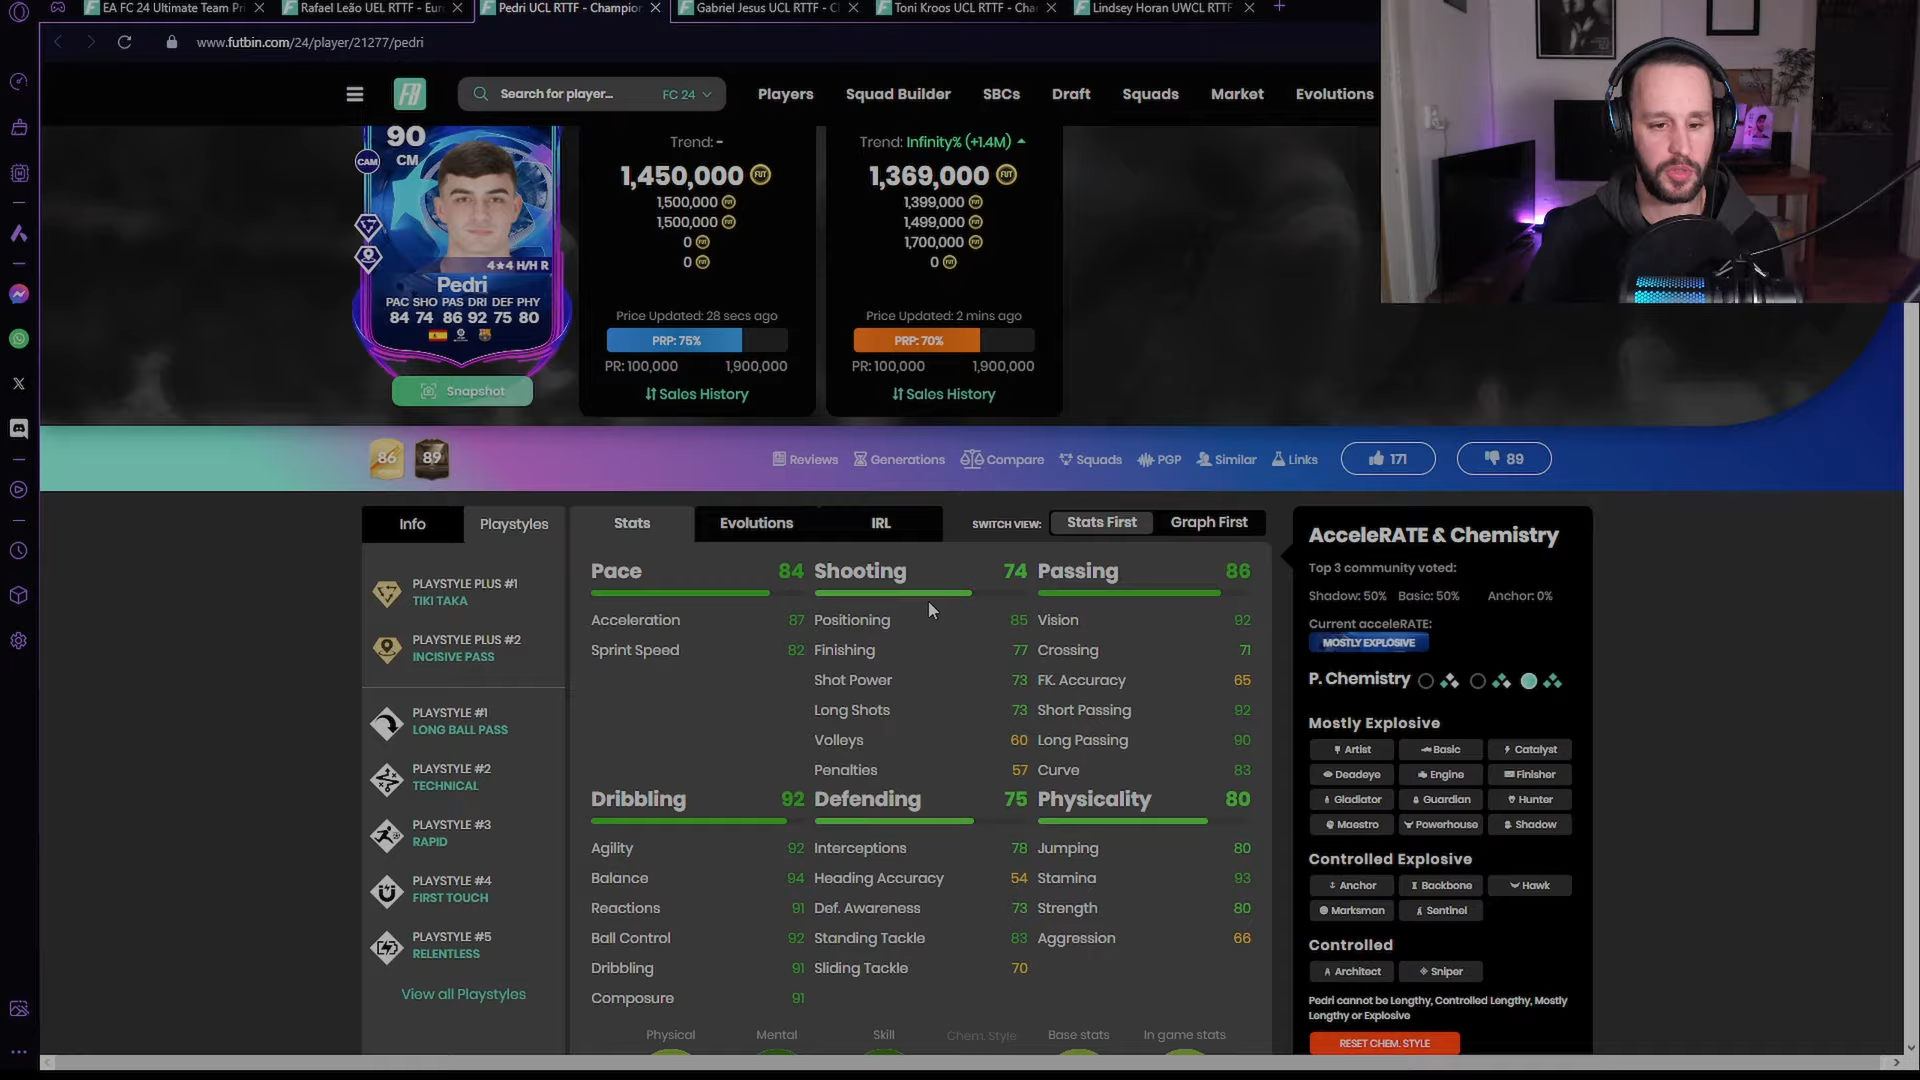 EA FC 24 Ultimate Team Pri
Rafael Leão UEL RTTF - Eur
Pedri UCL RTTF - Champion
Gabriel Jesus UCL RTTF - C
Toni Kroos UCL RTTF - Cha
Lindsey Horan UWCL RTTF
www.futbin.com/24/player/21277/pedri
Search for player... FC 24
Players Squad Builder SBCs Draft Squads Market Evolutions
90
CM
CAM
4★4 H/H R
Pedri
PAC SHO PAS DRI DEF PHY
84 74 86 92 75 80
Snapshot
Trend: -
1,450,000
1,500,000
1,500,000
0
0
Price Updated: 28 secs ago
PRP: 75%
PR: 100,000 1,900,000
Sales History
Trend: Infinity% (+1.4M)
1,369,000
1,399,000
1,499,000
1,700,000
0
Price Updated: 2 mins ago
PRP: 70%
PR: 100,000 1,900,000
Sales History
86 89
Reviews Generations Compare Squads PGP Similar Links 171 89
Info Playstyles
PLAYSTYLE PLUS #1
TIKI TAKA
PLAYSTYLE PLUS #2
INCISIVE PASS
PLAYSTYLE #1
LONG BALL PASS
PLAYSTYLE #2
TECHNICAL
PLAYSTYLE #3
RAPID
PLAYSTYLE #4
FIRST TOUCH
PLAYSTYLE #5
RELENTLESS
View all Playstyles
Stats Evolutions IRL SWITCH VIEW: Stats First Graph First
Pace 84
Acceleration 87
Sprint Speed 82
Shooting 74
Positioning 85
Finishing 77
Shot Power 73
Long Shots 73
Volleys 60
Penalties 57
Passing 86
Vision 92
Crossing 71
FK. Accuracy 65
Short Passing 92
Long Passing 90
Curve 83
Dribbling 92
Agility 92
Balance 94
Reactions 91
Ball Control 92
Dribbling 91
Composure 91
Defending 75
Interceptions 78
Heading Accuracy 54
Def. Awareness 73
Standing Tackle 83
Sliding Tackle 70
Physicality 80
Jumping 80
Stamina 93
Strength 80
Aggression 66
Physical Mental Skill Chem. Style Base stats In game stats
AcceleRATE & Chemistry
Top 3 community voted:
Shadow: 50% Basic: 50% Anchor: 0%
Current acceleRATE:
MOSTLY EXPLOSIVE
P. Chemistry
Mostly Explosive
Artist Basic Catalyst
Deadeye Engine Finisher
Gladiator Guardian Hunter
Maestro Powerhouse Shadow
Controlled Explosive
Anchor Backbone Hawk
Marksman Sentinel
Controlled
Architect Sniper
Pedri cannot be Lengthy, Controlled Lengthy, Mostly
Lengthy or Explosive
RESET CHEM. STYLE